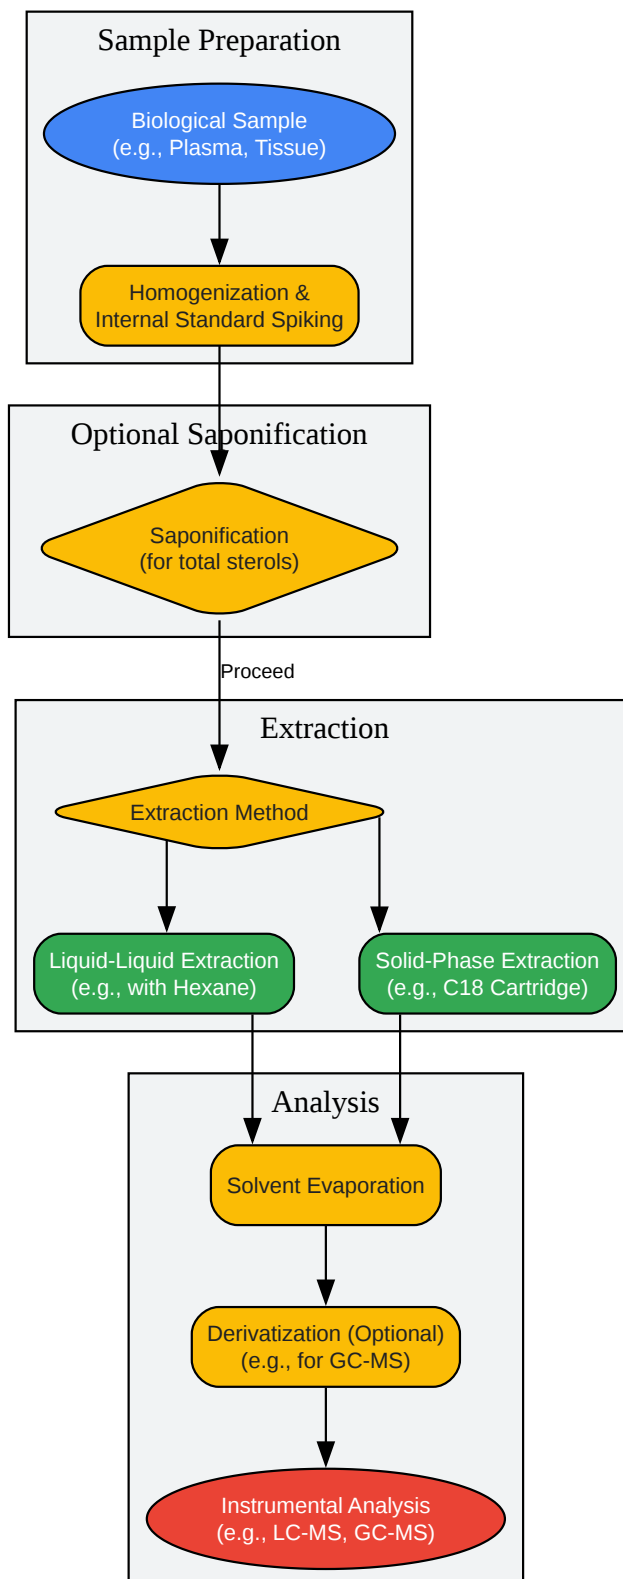 Sample Preparation
Biological Sample
(e.g., Plasma, Tissue)
Homogenization &
Internal Standard Spiking
Optional Saponification
Saponification
(for total sterols)
Proceed
Extraction
Extraction Method
Liquid-Liquid Extraction
(e.g., with Hexane)
Solid-Phase Extraction
(e.g., C18 Cartridge)
Analysis
Solvent Evaporation
Derivatization (Optional)
(e.g., for GC-MS)
Instrumental Analysis
(e.g., LC-MS, GC-MS)